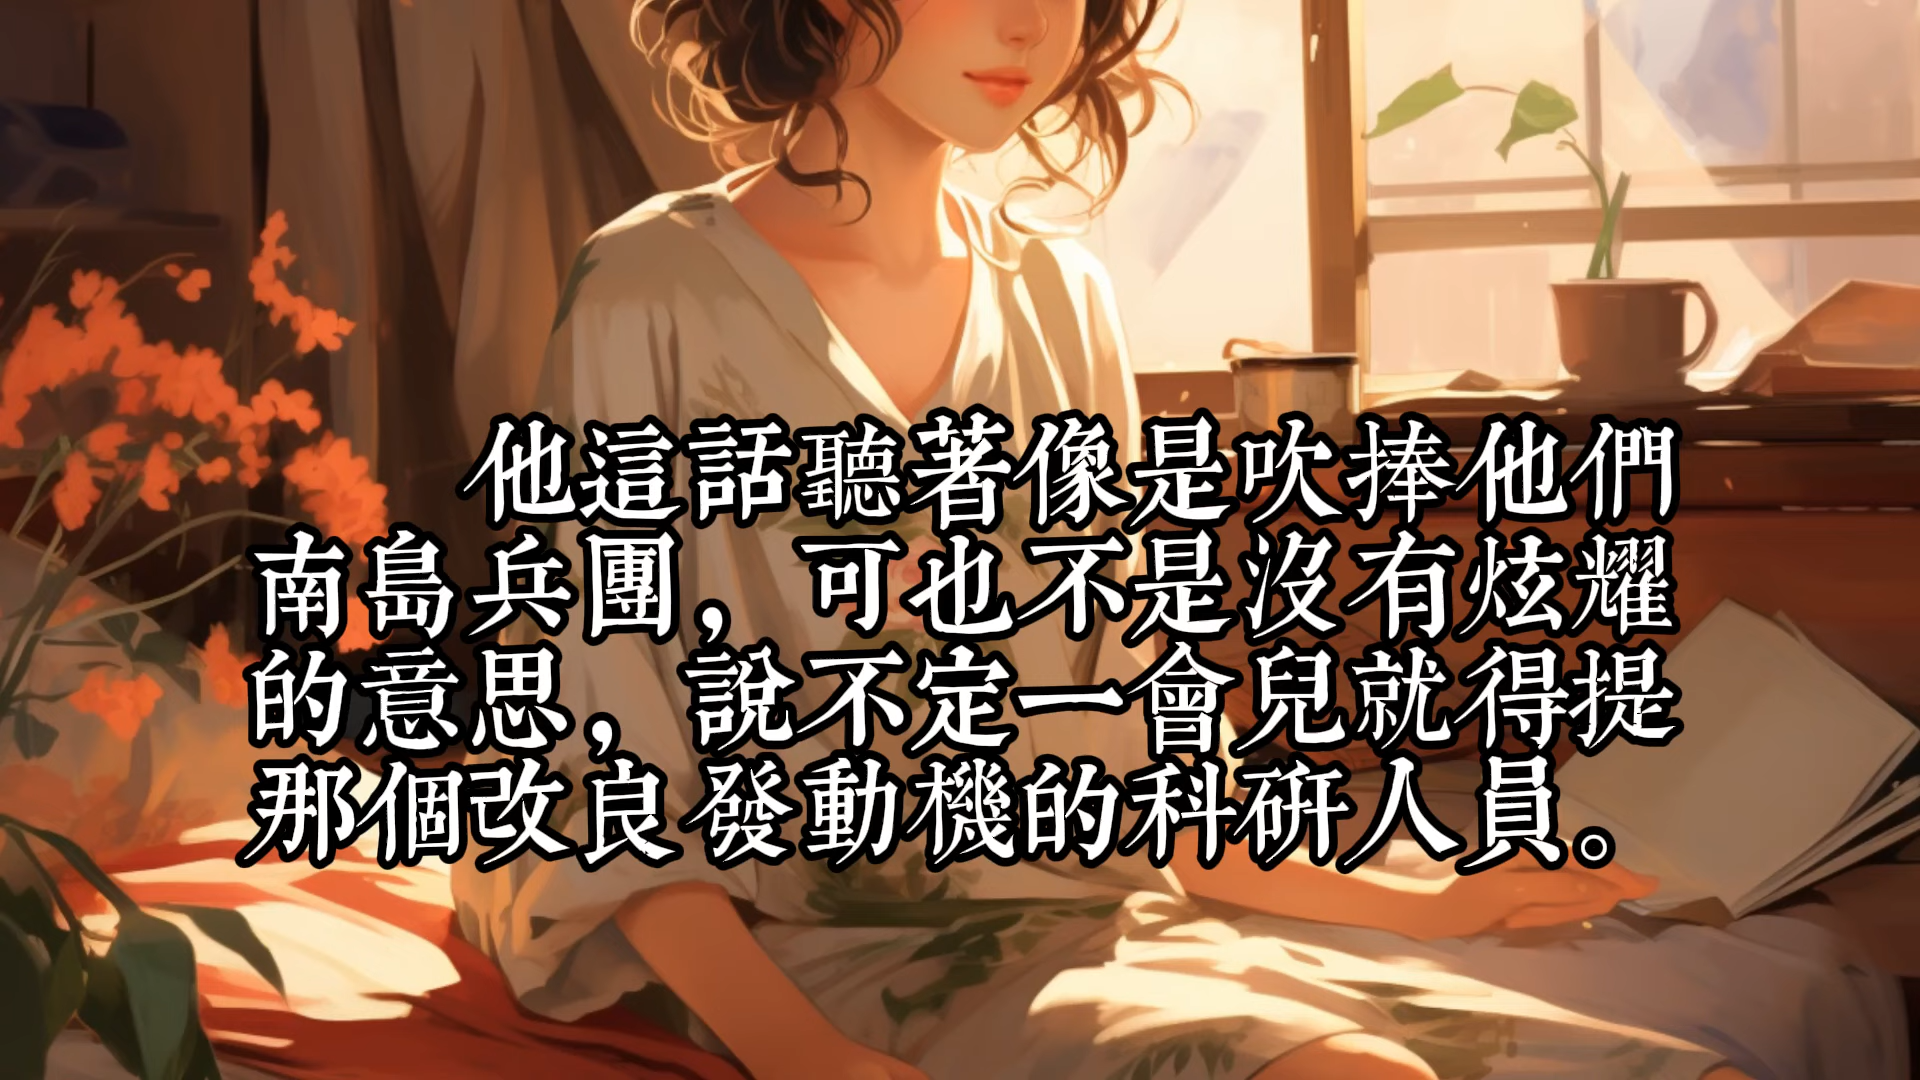 他這話聽著像是吹捧他們
南島兵團，可也不是沒有炫耀
的意思，說不定一會兒就得提
那個改良發動機的科研人員。